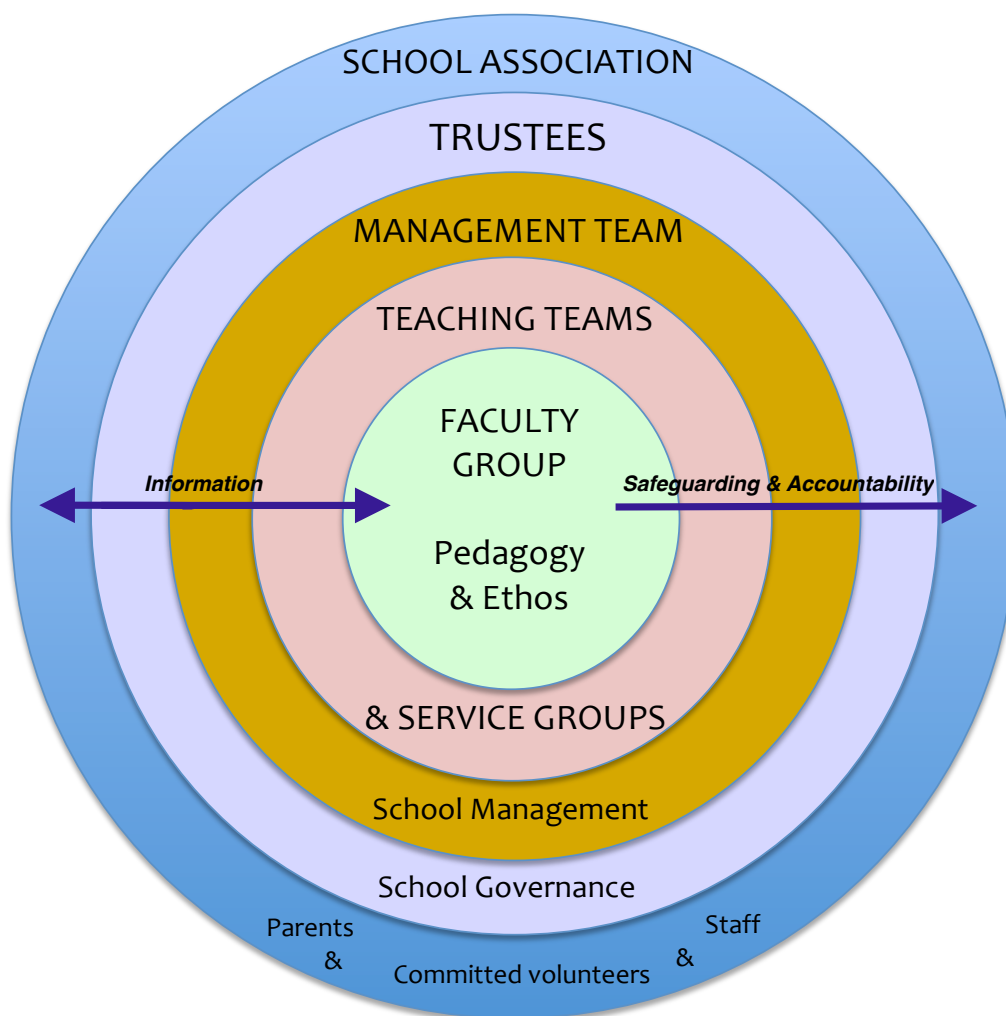 SCHOOL ASSOCIATION
TRUSTEES
MANAGEMENT TEAM
TEACHING TEAMS
FACULTY
GROUP
Information
Safeguarding & Accountability
Pedagogy
& Ethos
& SERVICE GROUPS
School Management
School Governance
Parents
&
Committed volunteers
&
Staff